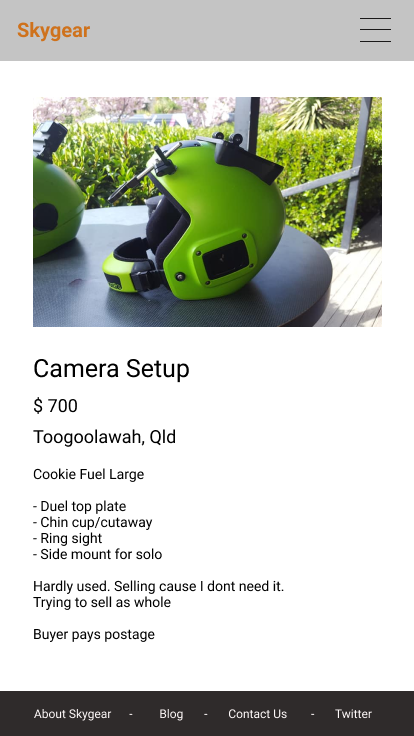 Skygear
Camera Setup
$ 700
Toogoolawah, Qld
Cookie Fuel Large
- Duel top plate
- Chin cup/cutaway
- Ring sight
- Side mount for solo
Hardly used. Selling cause I dont need it.
Trying to sell as whole
Buyer pays postage
About Skygear - Blog - Contact Us - Twitter